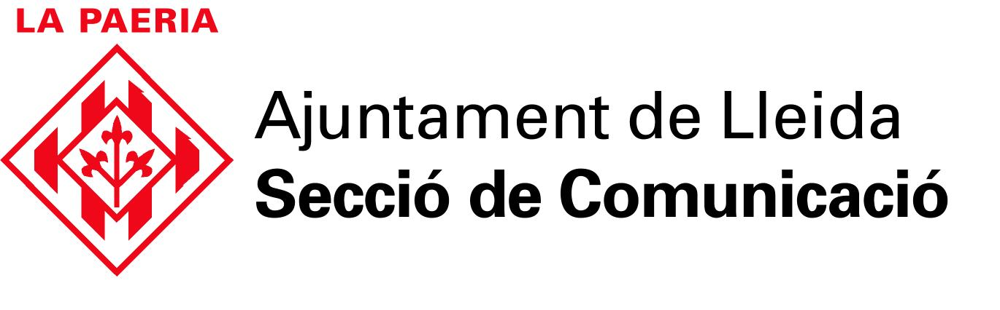 LA PAERIA
Ajuntament de Lleida
Secció de Comunicació